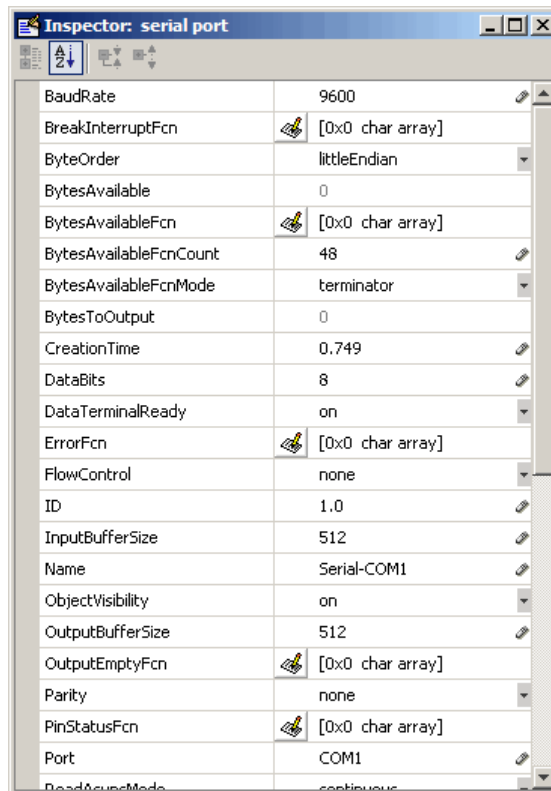 Inspector: serial port
BaudRate 9600
BreakInterruptFcn [0x0 char array]
ByteOrder littleEndian
BytesAvailable 0
BytesAvailableFcn [0x0 char array]
BytesAvailableFcnCount 48
BytesAvailableFcnMode terminator
BytesToOutput 0
CreationTime 0.749
DataBits 8
DataTerminalReady on
ErrorFcn [0x0 char array]
FlowControl none
ID 1.0
InputBufferSize 512
Name Serial-COM1
ObjectVisibility on
OutputBufferSize 512
OutputEmptyFcn [0x0 char array]
Parity none
PinStatusFcn [0x0 char array]
Port COM1
ReadAsyncMode continuous